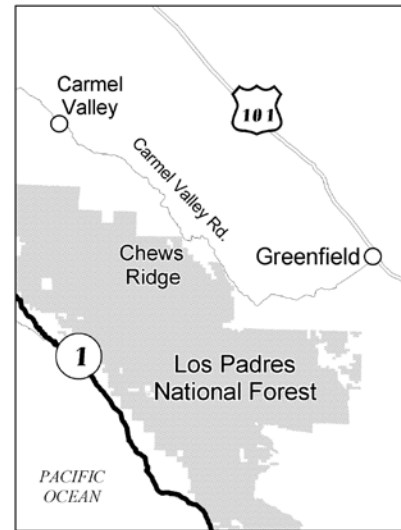 Carmel
Valley
101
Carmel Valley Rd.
Chews
Ridge
Greenfield
1
Los Padres
National Forest
PACIFIC
OCEAN